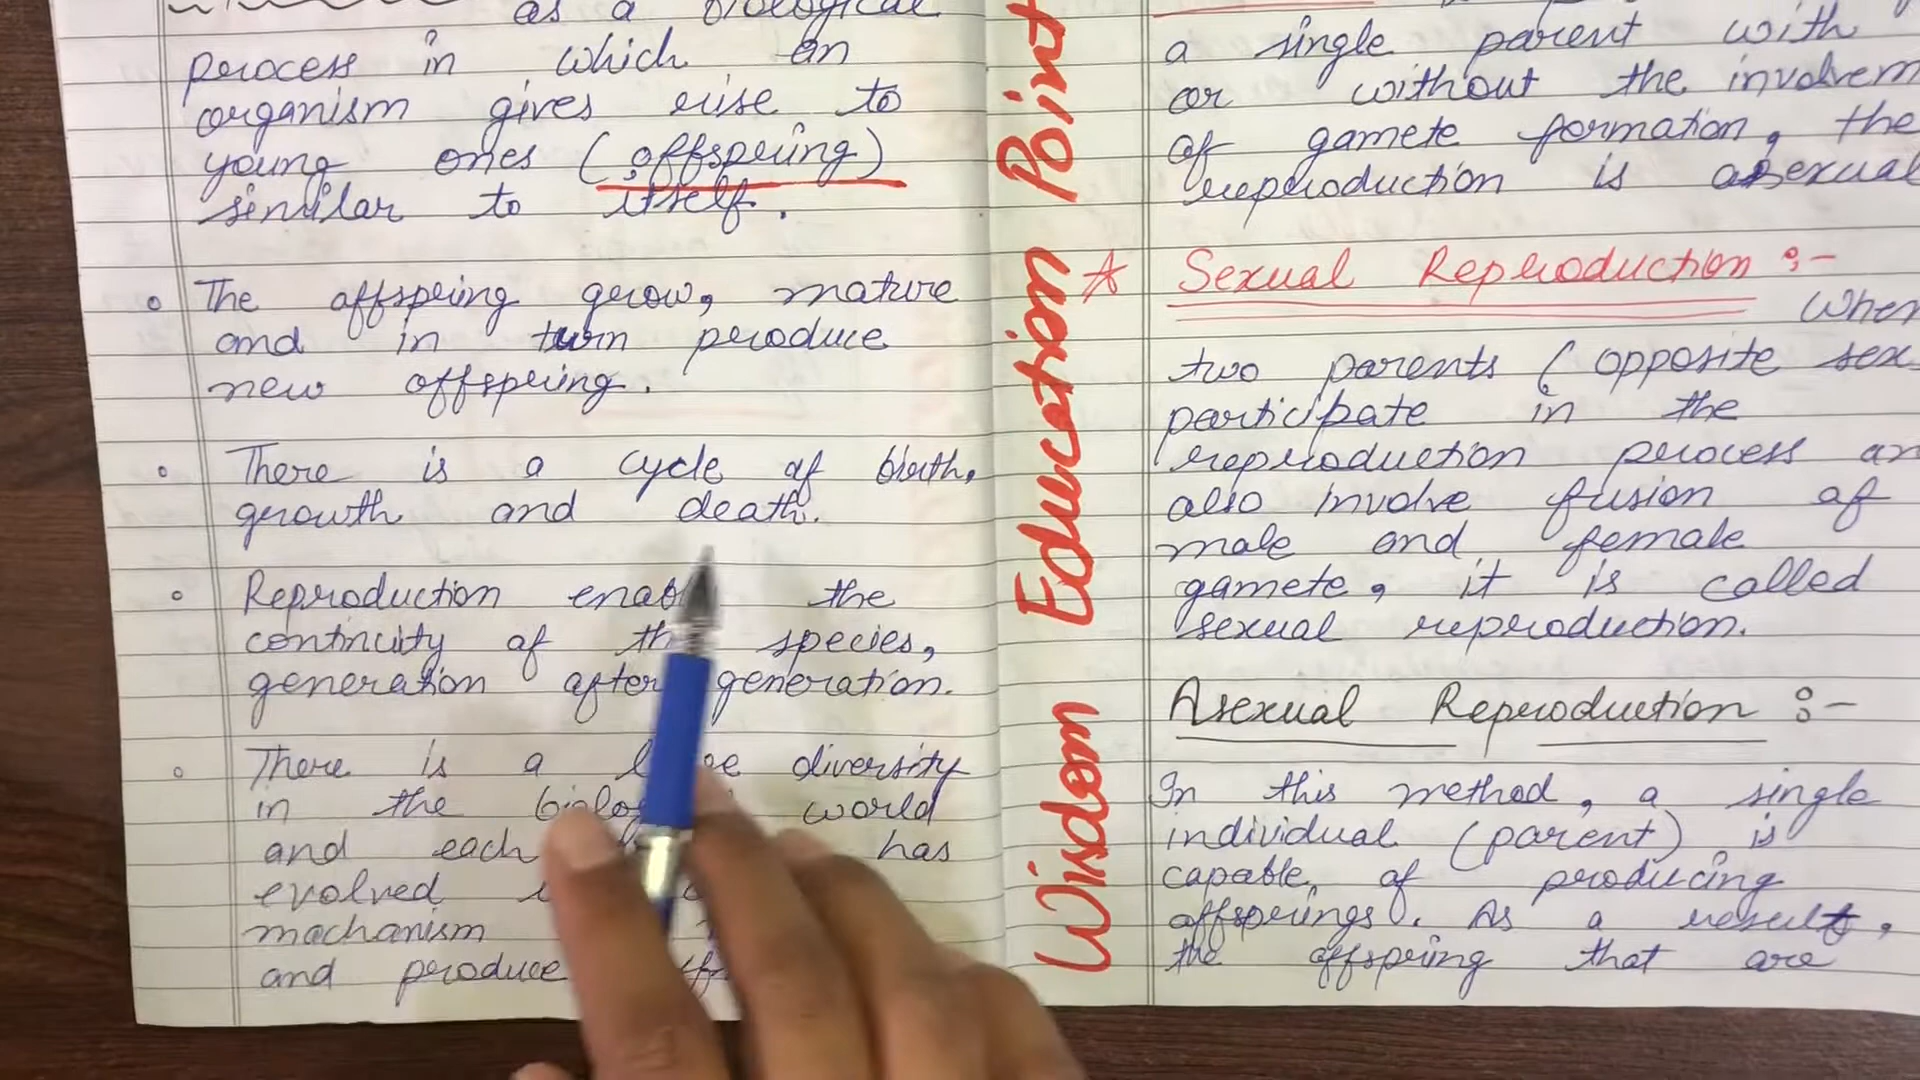 as a biological
process in which an
organism gives rise to
young ones (offspring)
similar to itself.
The offspring grow, mature
and in turn produce
new offspring.
There is a cycle of birth,
growth and death.
Reproduction the
continuity of species,
generation after generation.
There is a diversity
in the world
and each has
evolved
mechanism
and produce
Wisdom Education Point
a single parent with
or without the involvem
of gamete formation, the
reproduction is asexual
Sexual Reproduction :-
When
two parents (opposite sex
participate in the
reproduction process an
also involve fusion of
male and female
gamete, it is called
sexual reproduction.
Asexual Reproduction :-
In this method, a single
individual (parent) is
capable of producing
offsprings. As a result,
the offspring that are